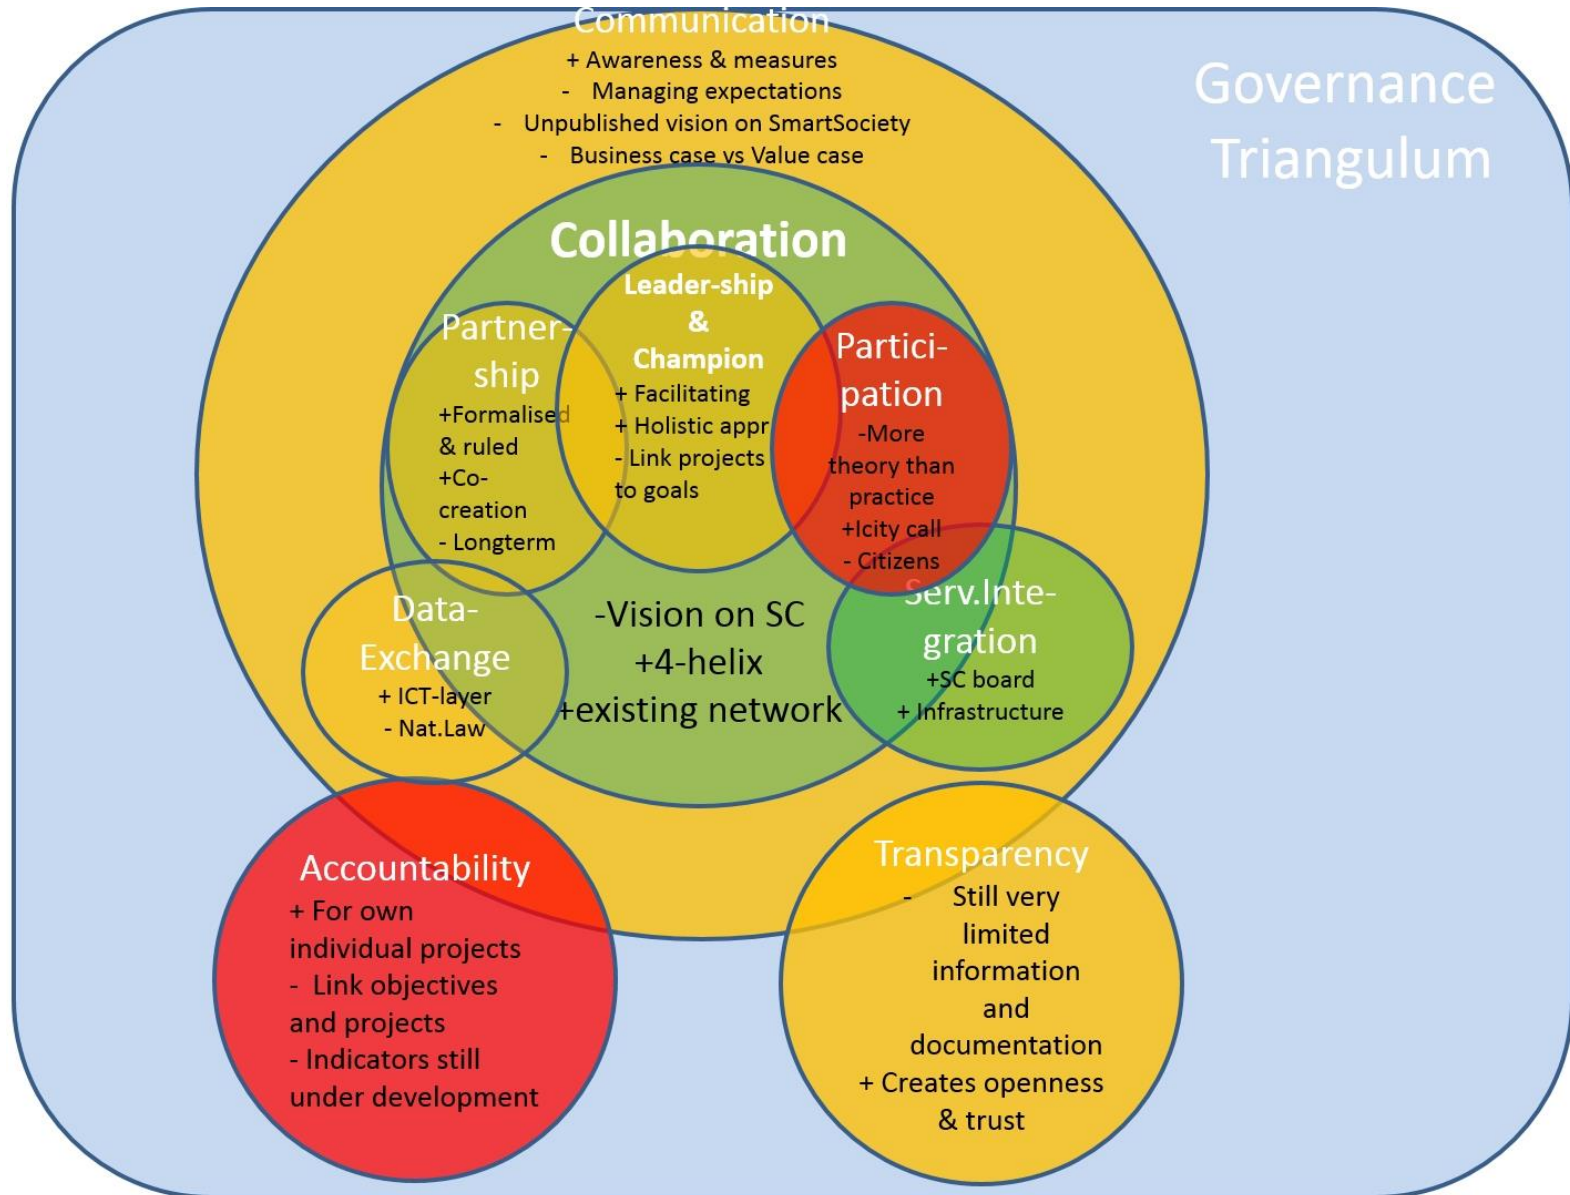 Communication
+ Awareness & measures
- Managing expectations
- Unpublished vision on SmartSociety
- Business case vs Value case
Governance
Triangulum
Collaboration
Leader-ship
&
Champion
+ Facilitating
+ Holistic appr
- Link projects
to goals
Partner-
ship
+Formalised
& ruled
+Co-
creation
- Longterm
Partici-
pation
-More
theory than
practice
+Icity call
- Citizens
Data-
Exchange
+ ICT-layer
- Nat.Law
-Vision on SC
+4-helix
+existing network
Serv.Inte-
gration
+SC board
+ Infrastructure
Accountability
+ For own
individual projects
- Link objectives
and projects
- Indicators still
under development
Transparency
- Still very
limited
information
and
documentation
+ Creates openness
& trust